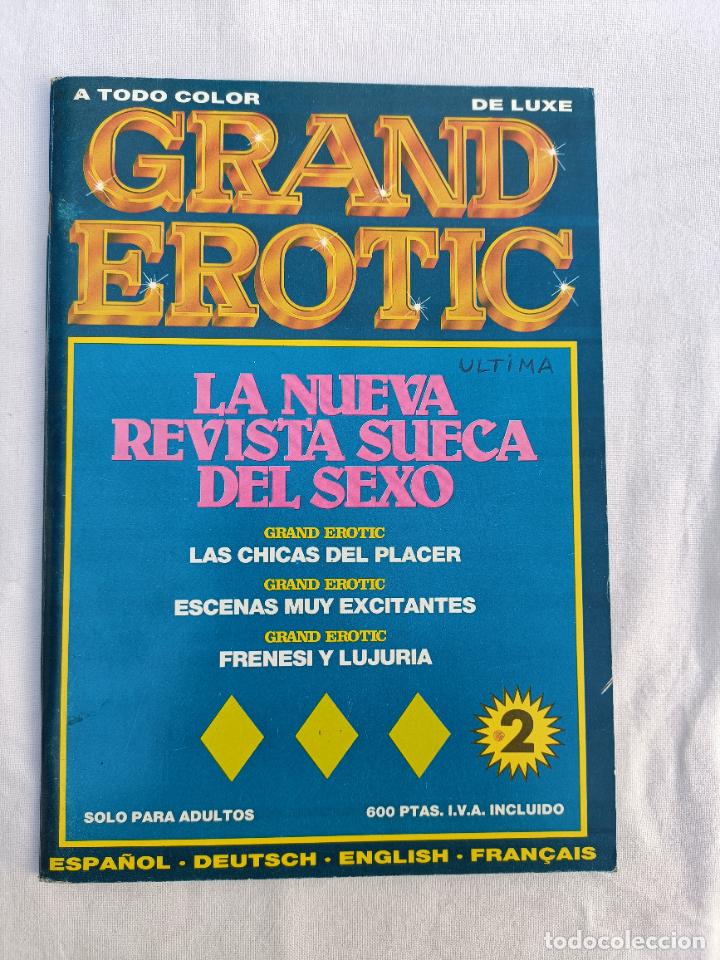 A TODO COLOR
DE LUXE
GRAND
EROTIC
ULTIMA
LA NUEVA
REVISTA SUECA
DEL SEXO
GRAND EROTIC
LAS CHICAS DEL PLACER
GRAND EROTIC
ESCENAS MUY EXCITANTES
GRAND EROTIC
FRENESI Y LUJURIA
2
SOLO PARA ADULTOS
600 PTAS. I.V.A. INCLUIDO
ESPAÑOL · DEUTSCH · ENGLISH · FRANÇAIS
todocoleccion